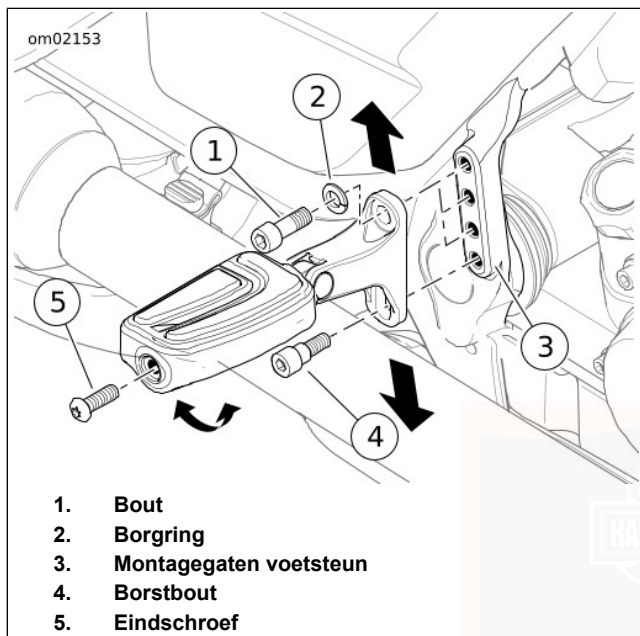 om02153
2
1
5
3
4
1. Bout
2. Borgring
3. Montagegaten voetsteun
4. Borstbout
5. Eindschroef